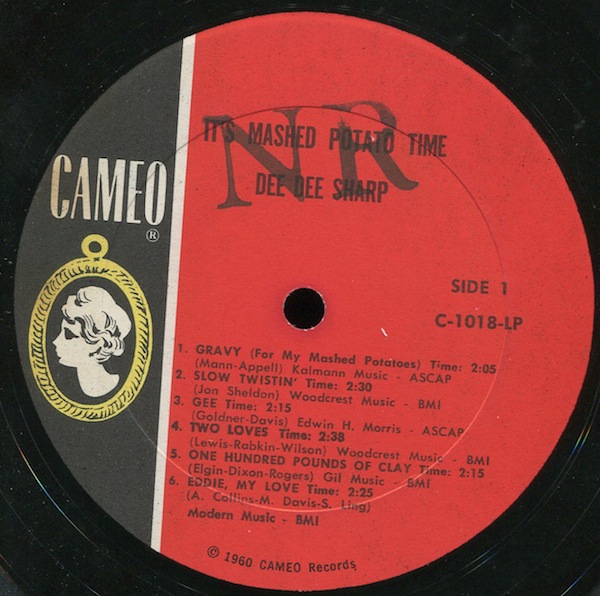 IT'S MASHED POTATO TIME
NR
DEE DEE SHARP
CAMEO
®
SIDE 1
C-1018-LP
1. GRAVY (For My Mashed Potatoes) Time: 2:05
(Mann-Appell) Kalmann Music - ASCAP
2. SLOW TWISTIN' Time: 2:30
(Jon Sheldon) Woodcrest Music - BMI
3. GEE Time: 2:15
(Goldner-Davis) Edwin H. Morris - ASCAP
4. TWO LOVES Time: 2:38
(Lewis-Rabkin-Wilson) Woodcrest Music - BMI
5. ONE HUNDRED POUNDS OF CLAY Time: 2:15
(Elgin-Dixon-Rogers) Gil Music - BMI
6. EDDIE, MY LOVE Time: 2:25
(A. Collins-M. Davis-S. Ling)
Modern Music - BMI
© 1960 CAMEO Records